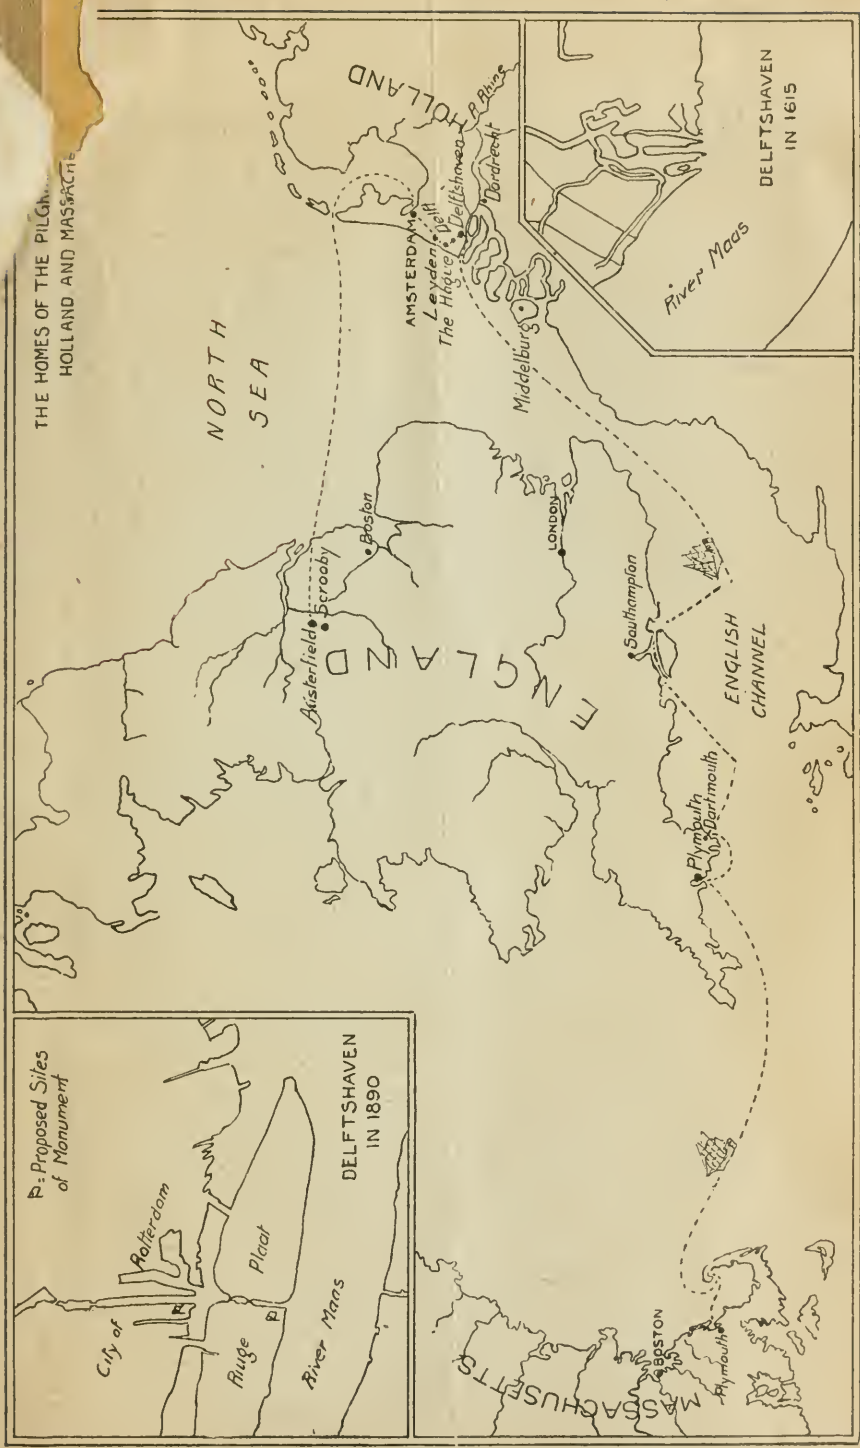 THE HOMES OF THE PILGR
HOLLAND AND MASSACHE
P=Proposed Sites
of Monument
City of
Rotterdam
Plaat
Ruige
River Maas
P
P
DELFTSHAVEN
IN 1890
NORTH
SEA
HOLLAND
R. Rhine
AMSTERDAM
Leyden
Delft
The Hague
Delftshaven
Dordrecht
Middelburg
DELFTSHAVEN
IN 1615
River Maas
Austerfield
Scrooby
Boston
ENGLAND
LONDON
Southampton
ENGLISH
CHANNEL
Plymouth
Dartmouth
MASSACHUSETTS
BOSTON
Plymouth